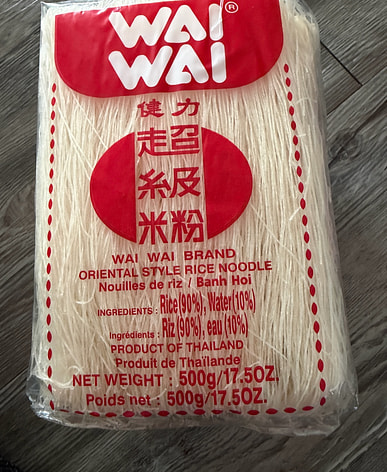 WAI ®
WAI
健力
超級
米粉
WAI WAI BRAND
ORIENTAL STYLE RICE NOODLE
Nouilles de riz / Banh Hoi
INGREDIENTS : Rice(90%), Water(10%)
Ingrédients : Riz(90%), eau(10%)
PRODUCT OF THAILAND
Produit de Thaïlande
NET WEIGHT : 500g/17.5OZ.
Poids net : 500g/17.5OZ.